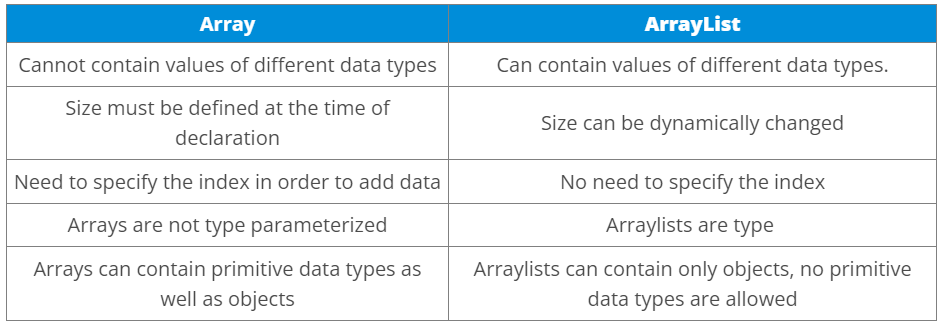 Array
ArrayList
Cannot contain values of different data types
Can contain values of different data types.
Size must be defined at the time of
declaration
Size can be dynamically changed
Need to specify the index in order to add data
No need to specify the index
Arrays are not type parameterized
Arraylists are type
Arrays can contain primitive data types as
well as objects
Arraylists can contain only objects, no primitive
data types are allowed